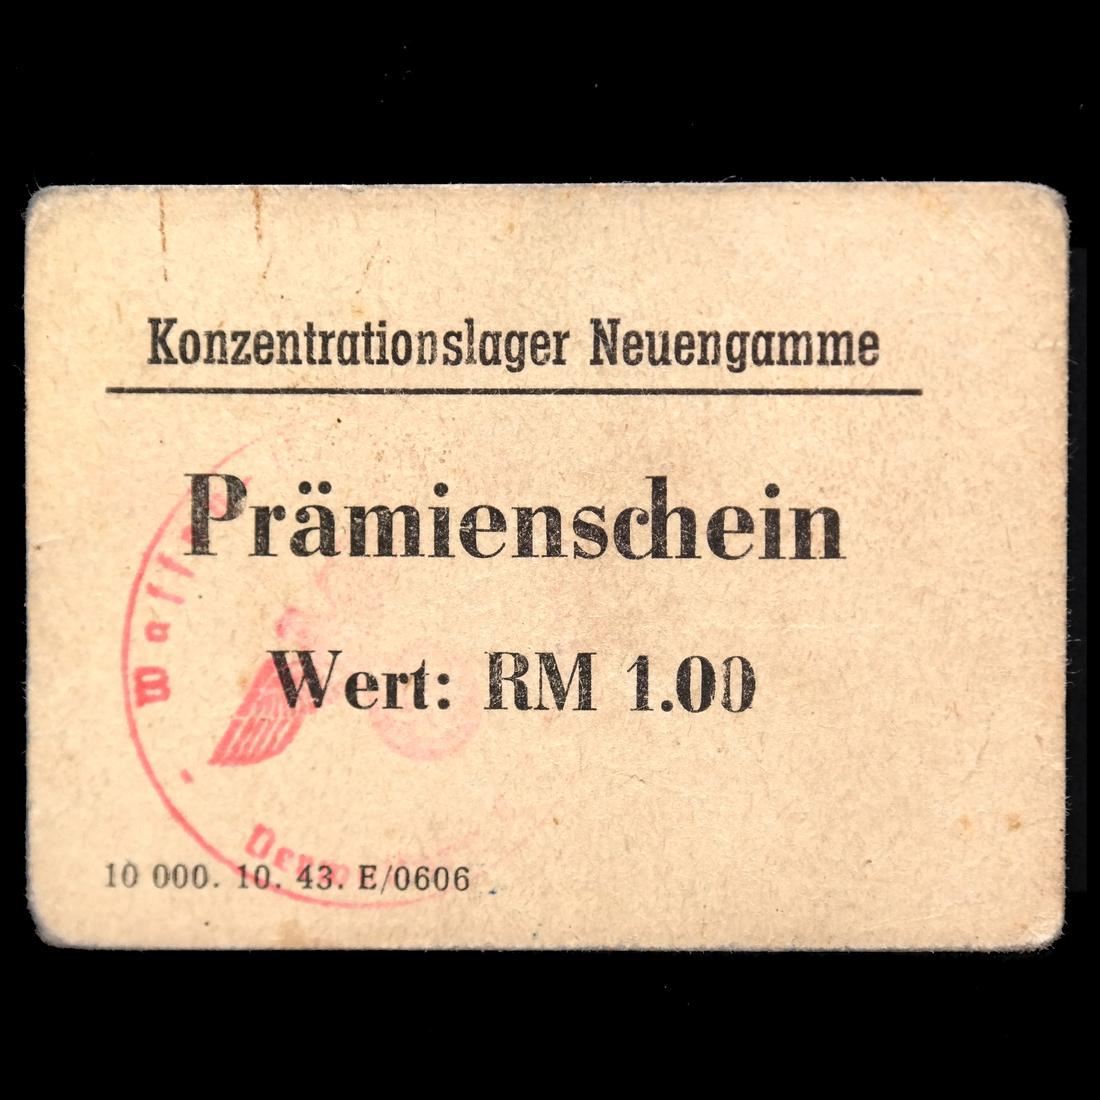 Konzentrationslager Neuengamme
Prämienschein
Wert: RM 1.00
10 000. 10. 43. E/0606